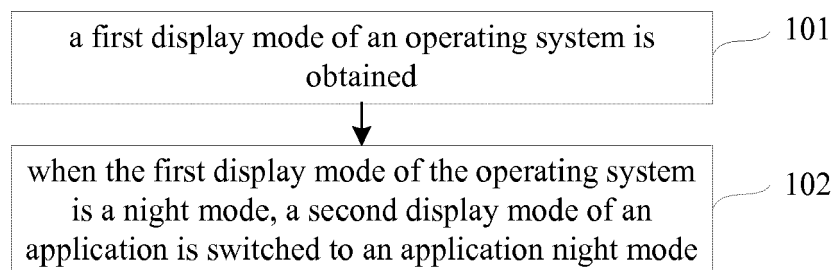 a first display mode of an operating system is
obtained
101
when the first display mode of the operating system
is a night mode, a second display mode of an
application is switched to an application night mode
102